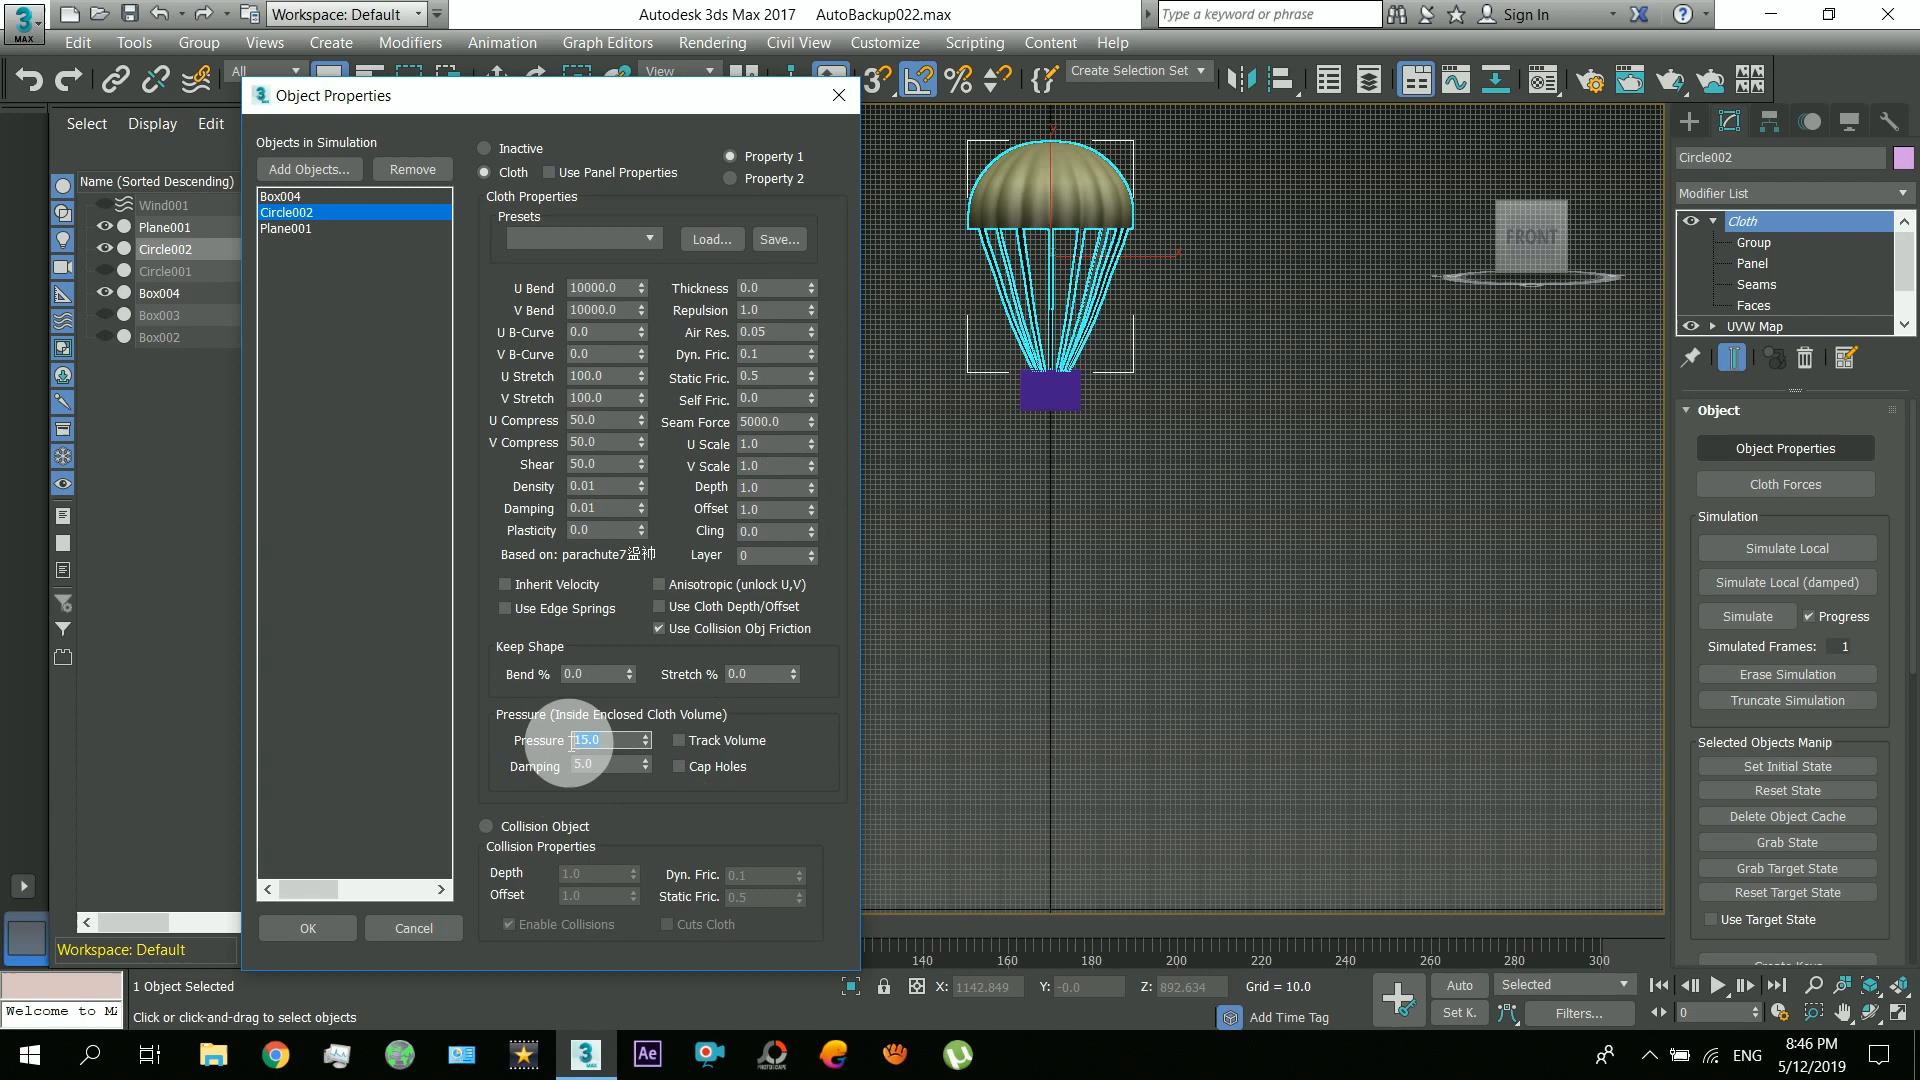 3 MAX
Workspace: Default
Autodesk 3ds Max 2017 AutoBackup022.max
Type a keyword or phrase
Sign In
Edit Tools Group Views Create Modifiers Animation Graph Editors Rendering Civil View Customize Scripting Content Help
All
View
Create Selection Set
Object Properties
Select Display Edit
Name (Sorted Descending)
Wind001
Plane001
Circle002
Circle001
Box004
Box003
Box002
Objects in Simulation
Add Objects... Remove
Box004
Circle002
Plane001
OK Cancel
Inactive
Cloth Use Panel Properties
Property 1
Property 2
Cloth Properties
Presets
Load... Save...
U Bend 10000.0 Thickness 0.0
V Bend 10000.0 Repulsion 1.0
U B-Curve 0.0 Air Res. 0.05
V B-Curve 0.0 Dyn. Fric. 0.1
U Stretch 100.0 Static Fric. 0.5
V Stretch 100.0 Self Fric. 0.0
U Compress 50.0 Seam Force 5000.0
V Compress 50.0 U Scale 1.0
Shear 50.0 V Scale 1.0
Density 0.01 Depth 1.0
Damping 0.01 Offset 1.0
Plasticity 0.0 Cling 0.0
Based on: parachute7 Layer 0
Inherit Velocity Anisotropic (unlock U,V)
Use Edge Springs Use Cloth Depth/Offset
Use Collision Obj Friction
Keep Shape
Bend % 0.0 Stretch % 0.0
Pressure (Inside Enclosed Cloth Volume)
Pressure 15.0 Track Volume
Damping 5.0 Cap Holes
Collision Object
Collision Properties
Depth 1.0 Dyn. Fric. 0.1
Offset 1.0 Static Fric. 0.5
Enable Collisions Cuts Cloth
y
x
FRONT
Circle002
Modifier List
Cloth
Group
Panel
Seams
Faces
UVW Map
Object
Object Properties
Cloth Forces
Simulation
Simulate Local
Simulate Local (damped)
Simulate Progress
Simulated Frames: 1
Erase Simulation
Truncate Simulation
Selected Objects Manip
Set Initial State
Reset State
Delete Object Cache
Grab State
Grab Target State
Reset Target State
Use Target State
Workspace: Default
140 160 180 200 220 240 260 280 300
1 Object Selected
X: 1142.849 Y: -0.0 Z: 892.634 Grid = 10.0
Auto Selected
Welcome to MA
Click or click-and-drag to select objects
Add Time Tag
Set K. Filters...
0
3 MAX
Ae
PHOTOSCAPE
ENG
8:46 PM
5/12/2019